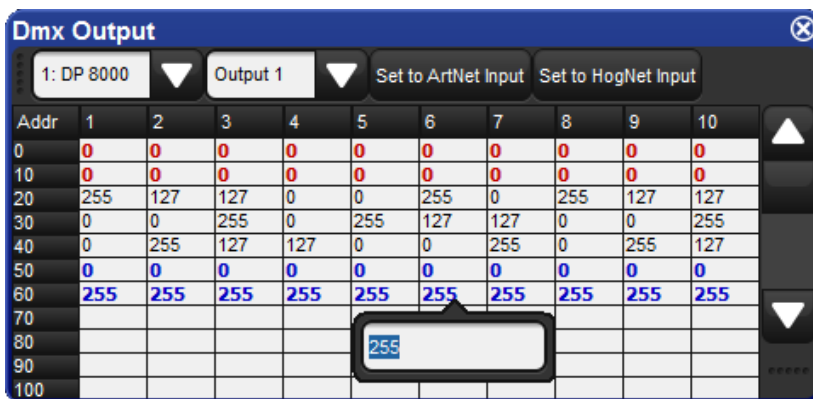 Dmx Output
1: DP 8000 Output 1 Set to ArtNet Input Set to HogNet Input
Addr 1 2 3 4 5 6 7 8 9 10
0 0 0 0 0 0 0 0 0 0 0
10 0 0 0 0 0 0 0 0 0 0
20 255 127 127 0 0 255 0 255 127 127
30 0 0 255 0 255 127 127 0 0 255
40 0 255 127 127 0 0 255 0 255 127
50 0 0 0 0 0 0 0 0 0 0
60 255 255 255 255 255 255 255 255 255 255
70
80 255
90
100